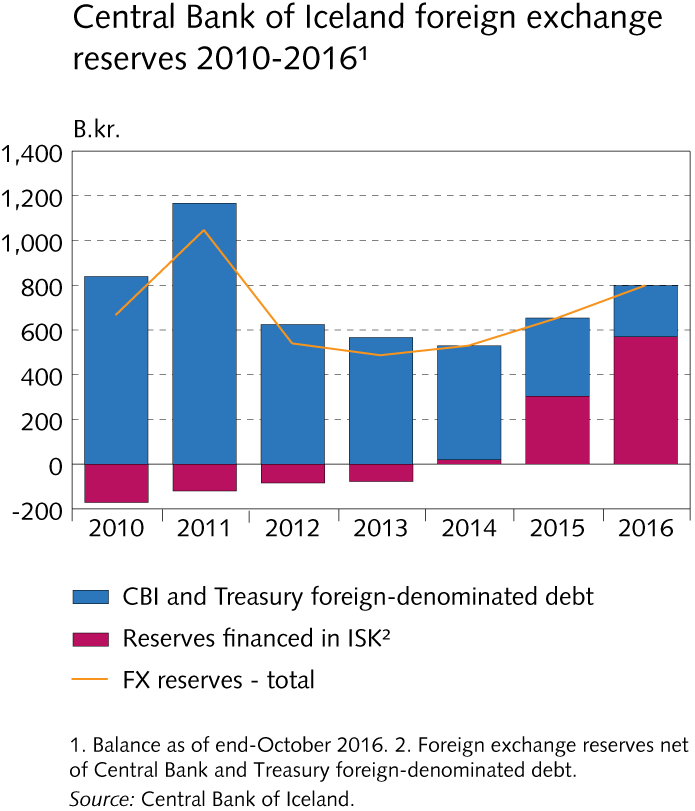 Central Bank of Iceland foreign exchange
reserves 2010-2016¹
B.kr.
1,400
1,200
1,000
800
600
400
200
0
-200
2010 2011 2012 2013 2014 2015 2016
CBI and Treasury foreign-denominated debt
Reserves financed in ISK²
FX reserves - total
1. Balance as of end-October 2016. 2. Foreign exchange reserves net
of Central Bank and Treasury foreign-denominated debt.
Source: Central Bank of Iceland.